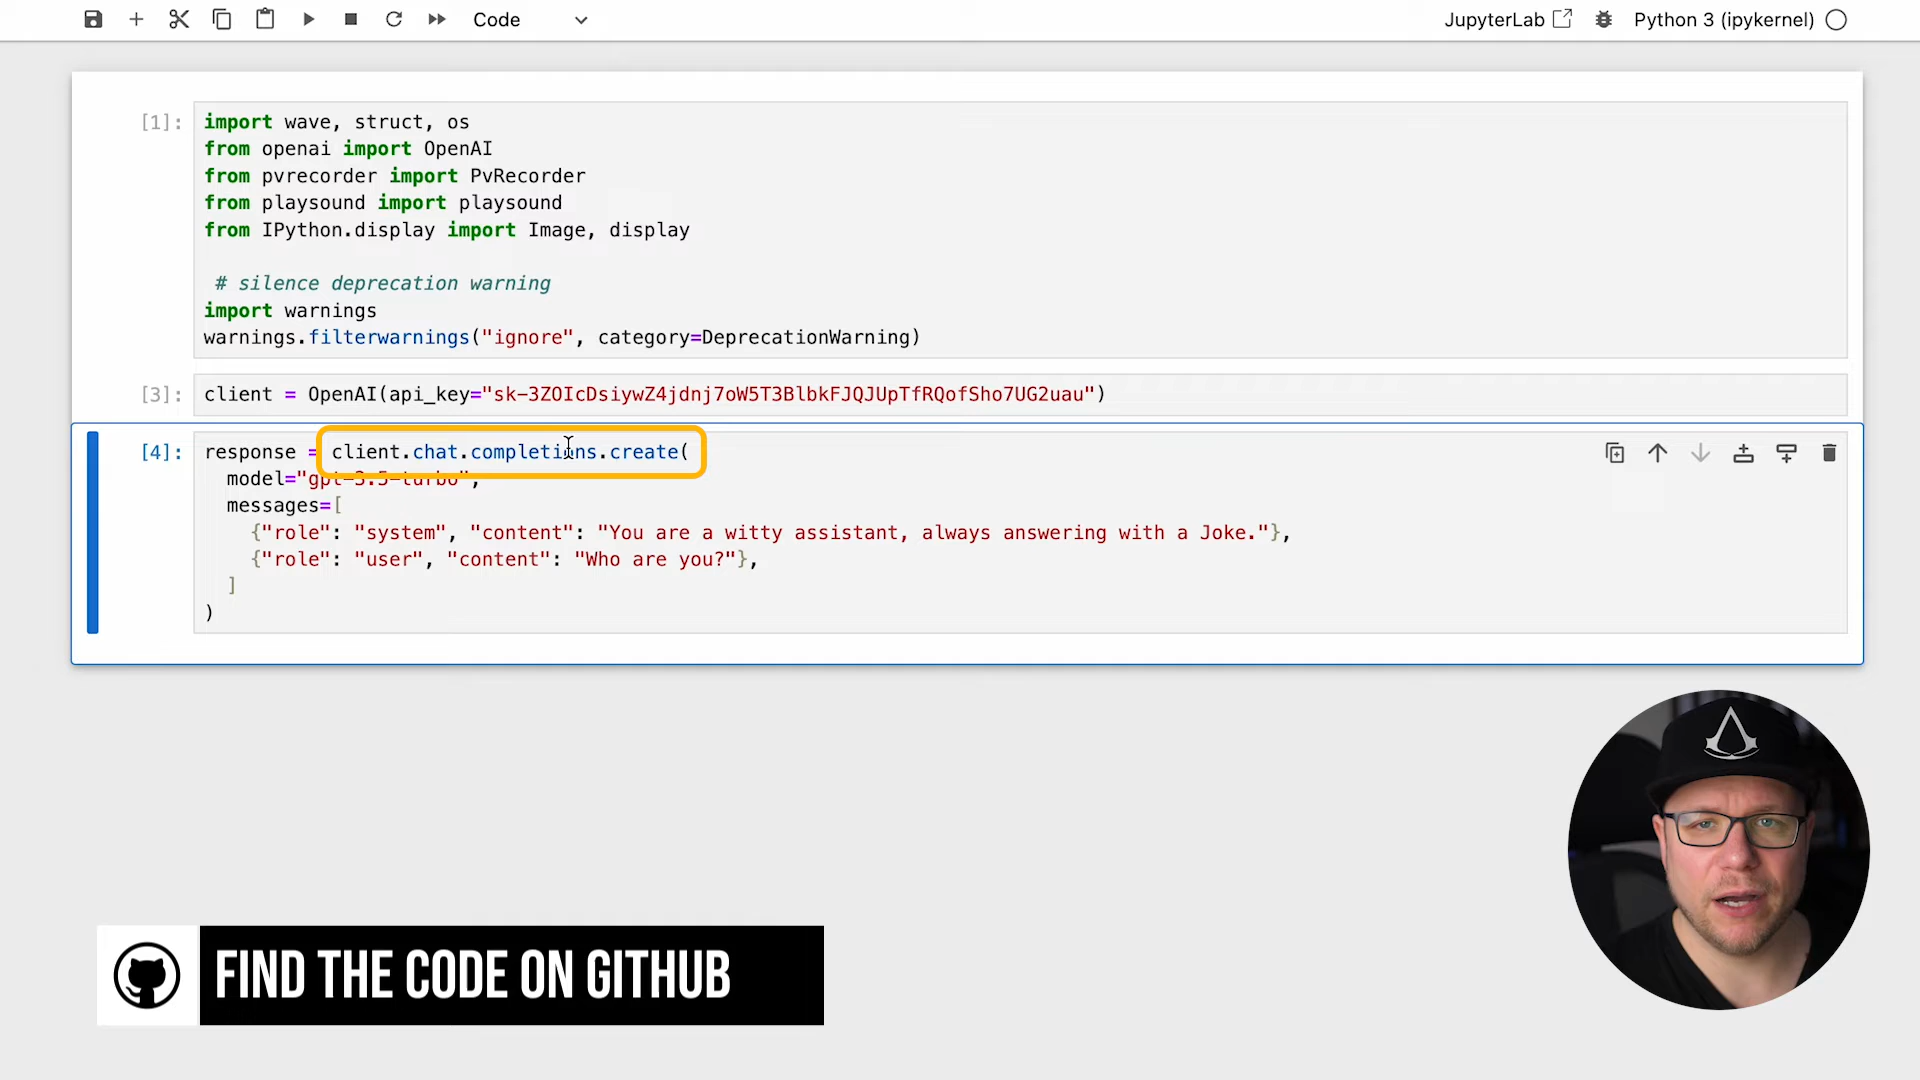 Code
JupyterLab
Python 3 (ipykernel)
[1]:
import wave, struct, os
from openai import OpenAI
from pvrecorder import PvRecorder
from playsound import playsound
from IPython.display import Image, display
# silence deprecation warning
import warnings
warnings.filterwarnings("ignore", category=DeprecationWarning)
[3]:
client = OpenAI(api_key="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")
[4]:
response = client.chat.completions.create(
model="gpt-3.5-turbo",
messages=[
{"role": "system", "content": "You are a witty assistant, always answering with a Joke."},
{"role": "user", "content": "Who are you?"},
]
)
FIND THE CODE ON GITHUB